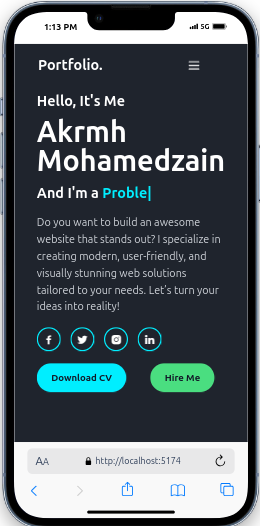 1:13 PM 5G
Portfolio.
Hello, It's Me
Akrmh
Mohamedzain
And I'm a Proble|
Do you want to build an awesome
website that stands out? I specialize in
creating modern, user-friendly, and
visually stunning web solutions
tailored to your needs. Let's turn your
ideas into reality!
Download CV Hire Me
AA http://localhost:5174